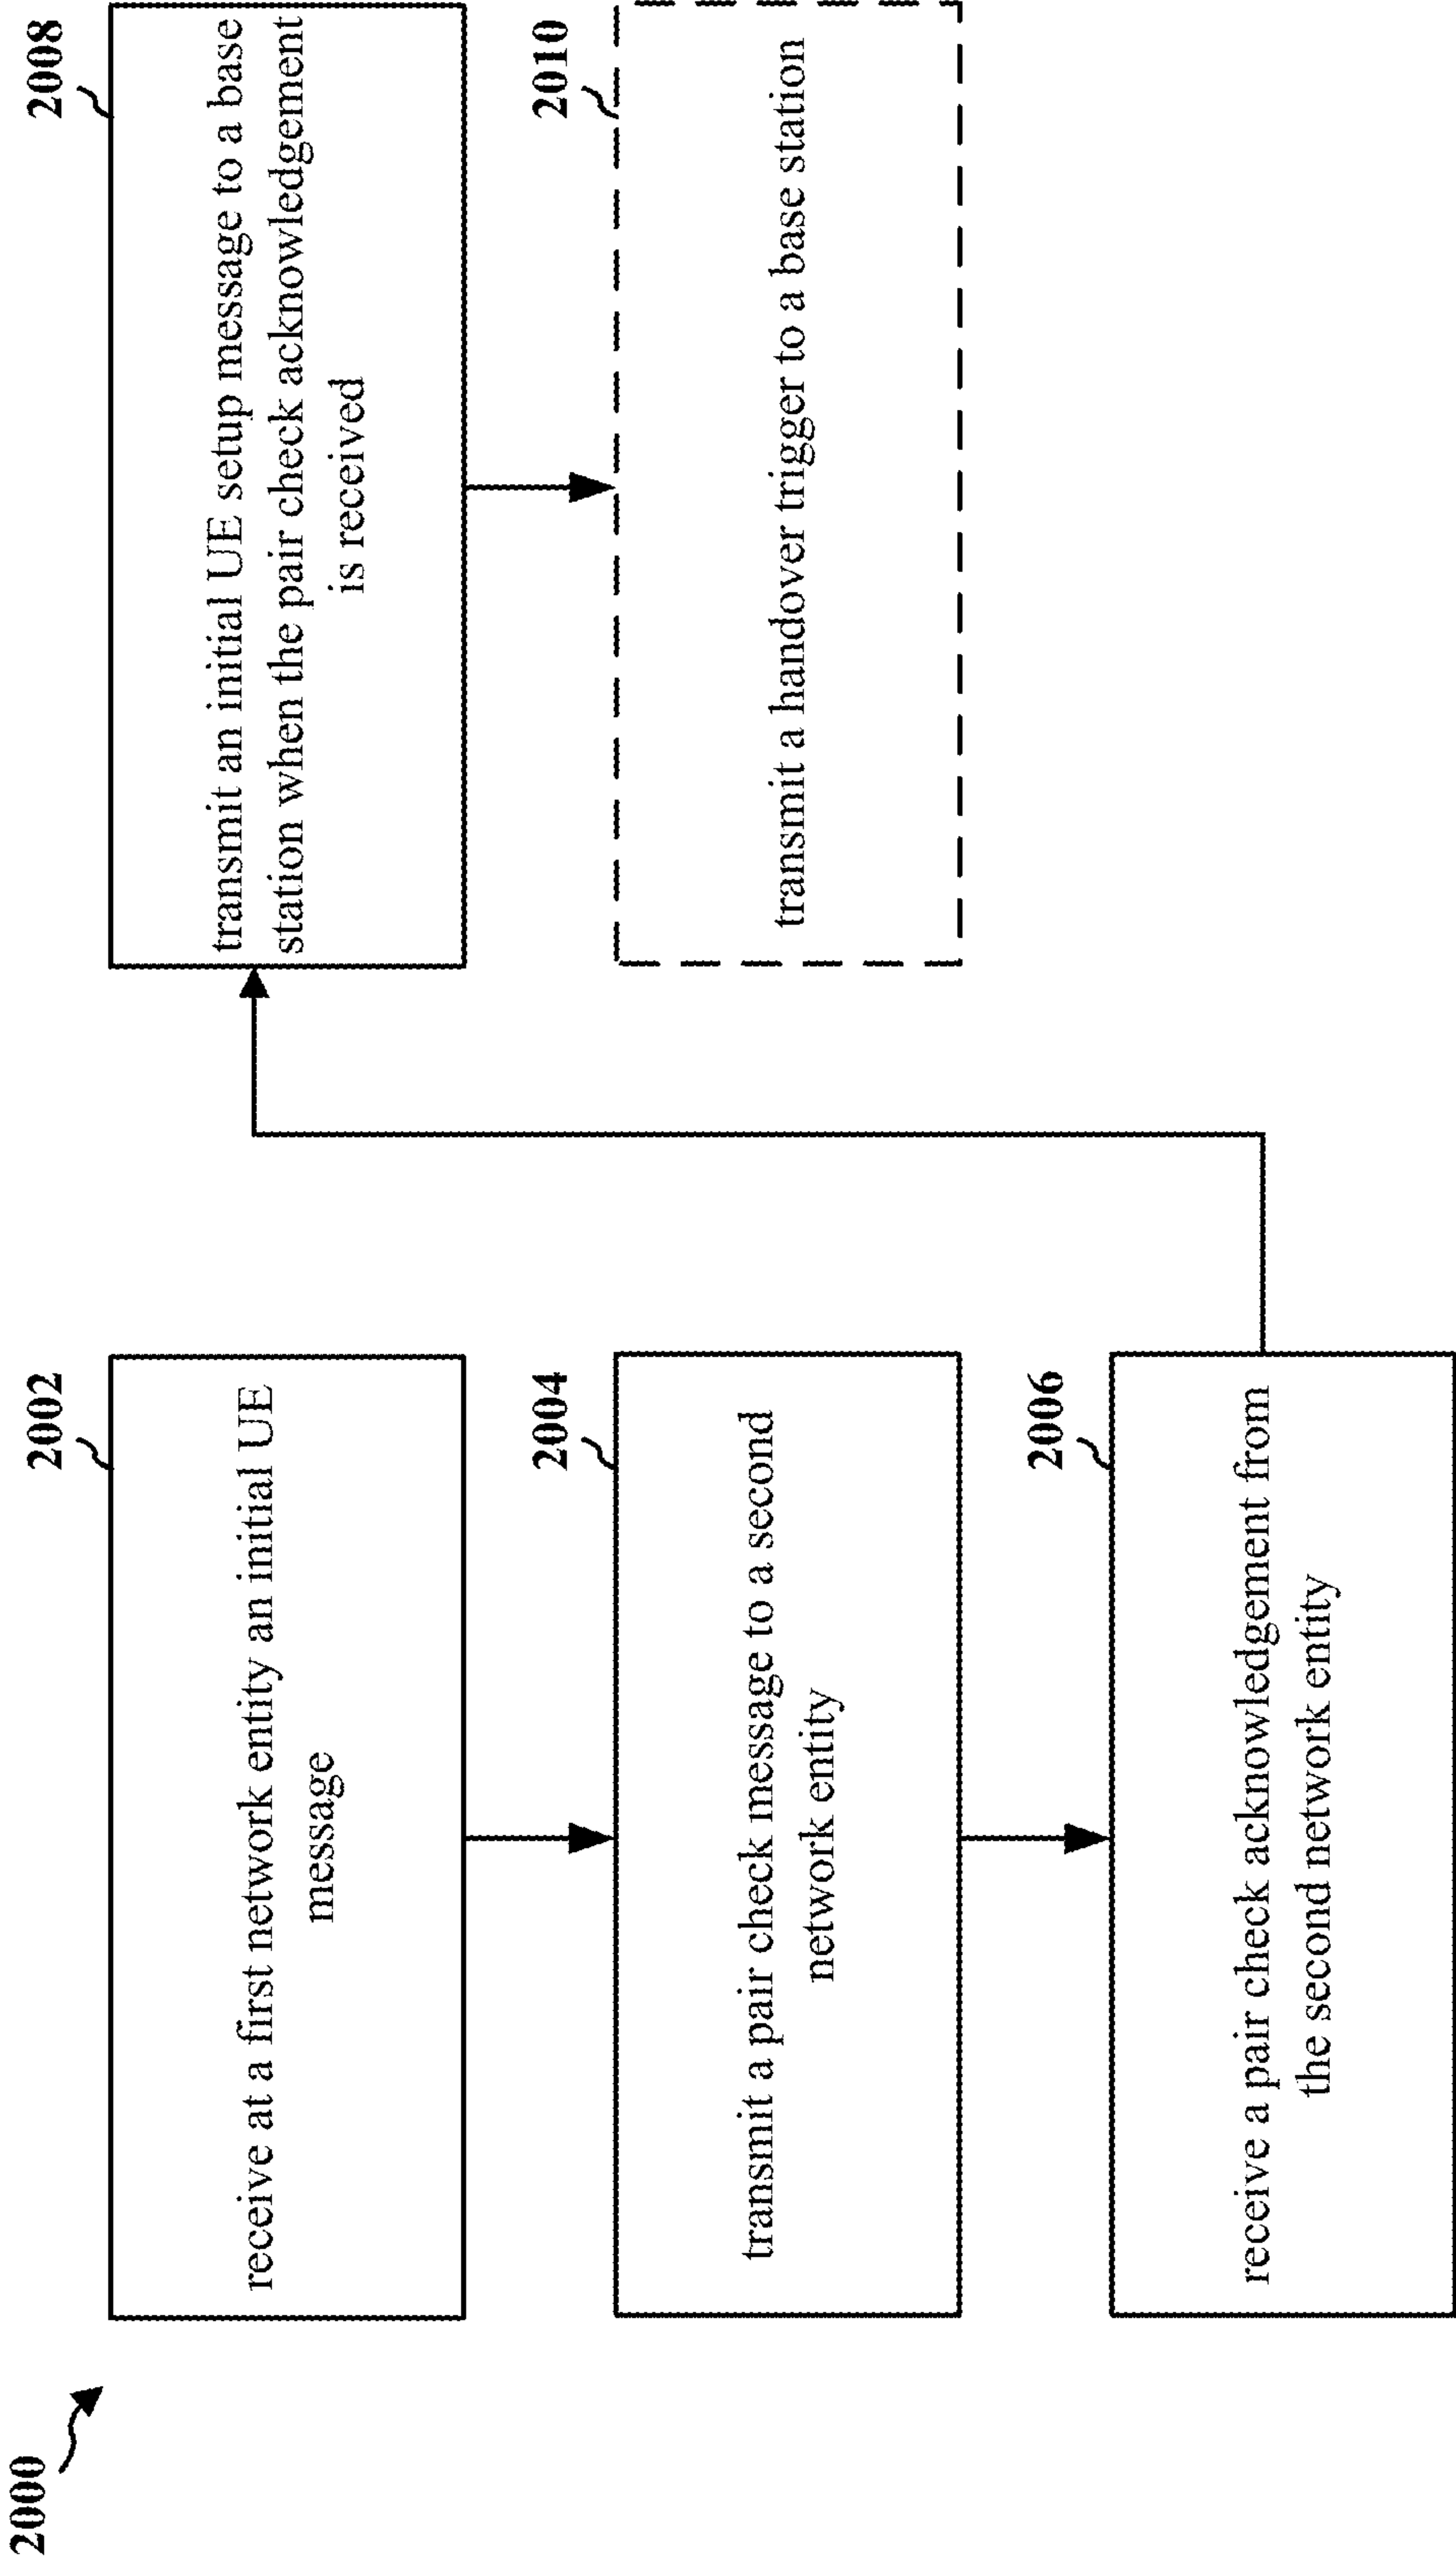 2000
2002
receive at a first network entity an initial UE
message
2004
transmit a pair check message to a second
network entity
2006
receive a pair check acknowledgement from
the second network entity
2008
transmit an initial UE setup message to a base
station when the pair check acknowledgement
is received
2010
transmit a handover trigger to a base station